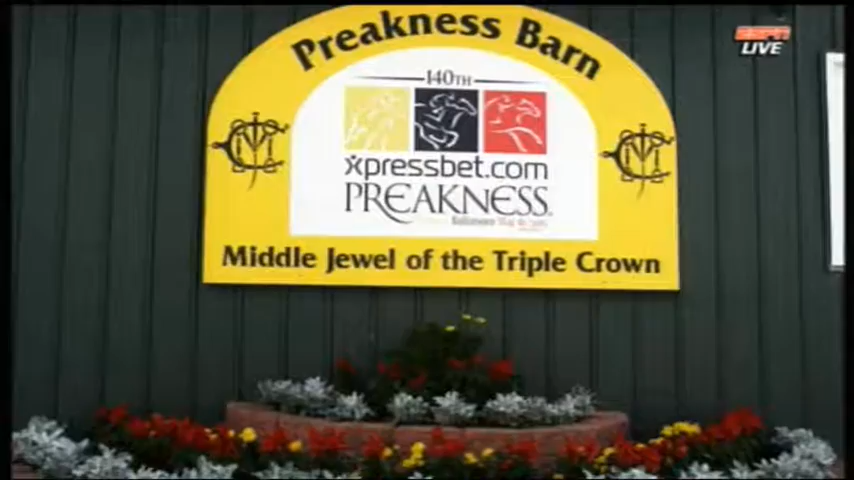 ESPN
LIVE
Preakness Barn
140TH
xpressbet.com
PREAKNESS
Middle Jewel of the Triple Crown